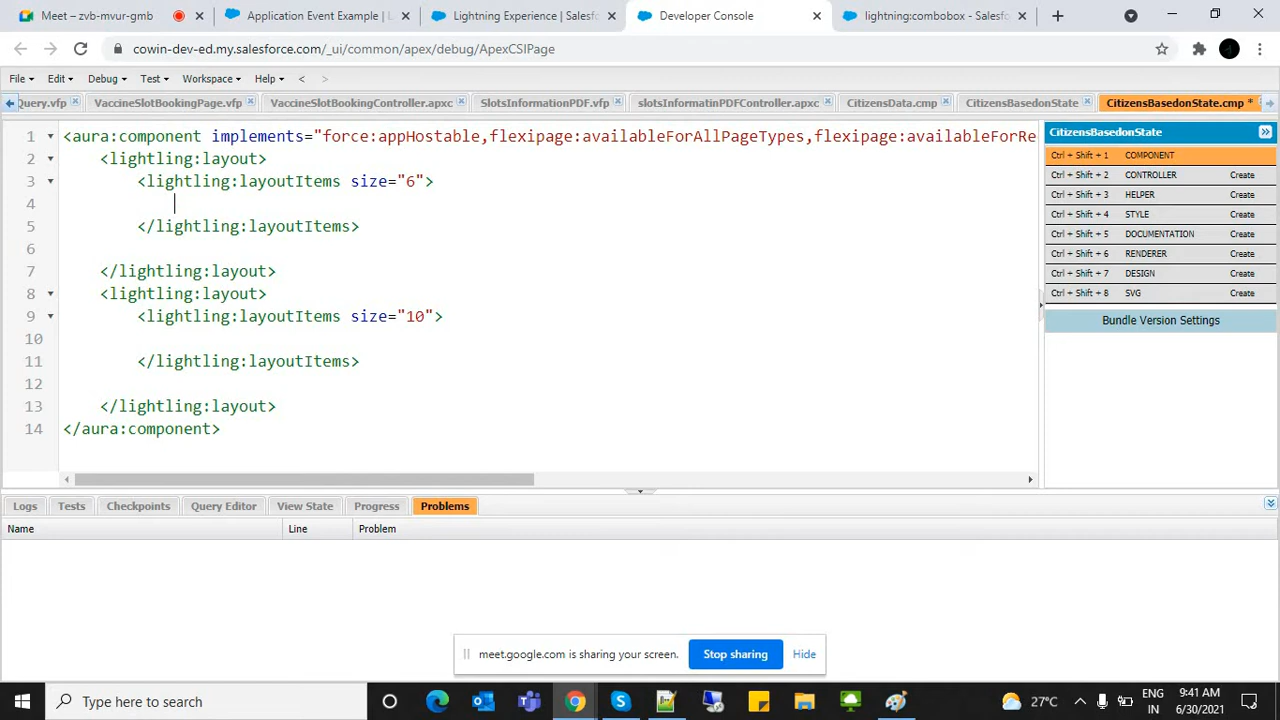 Meet – zvb-mvur-gmb
Application Event Example | L
Lightning Experience | Salesfo
Developer Console
lightning:combobox - Salesfo
cowin-dev-ed.my.salesforce.com/_ui/common/apex/debug/ApexCSIPage
File Edit Debug Test Workspace Help < >
Query.vfp
VaccineSlotBookingPage.vfp
VaccineSlotBookingController.apxc
SlotsInformationPDF.vfp
slotsInformatinPDFController.apxc
CitizensData.cmp
CitizensBasedonState
CitizensBasedonState.cmp *
1 <aura:component implements="force:appHostable,flexipage:availableForAllPageTypes,flexipage:availableForRe
2 <lightling:layout>
3 <lightling:layoutItems size="6">
4
5 </lightling:layoutItems>
6
7 </lightling:layout>
8 <lightling:layout>
9 <lightling:layoutItems size="10">
10
11 </lightling:layoutItems>
12
13 </lightling:layout>
14 </aura:component>
CitizensBasedonState
Ctrl + Shift + 1 COMPONENT
Ctrl + Shift + 2 CONTROLLER Create
Ctrl + Shift + 3 HELPER Create
Ctrl + Shift + 4 STYLE Create
Ctrl + Shift + 5 DOCUMENTATION Create
Ctrl + Shift + 6 RENDERER Create
Ctrl + Shift + 7 DESIGN Create
Ctrl + Shift + 8 SVG Create
Bundle Version Settings
Logs Tests Checkpoints Query Editor View State Progress Problems
Name Line Problem
meet.google.com is sharing your screen. Stop sharing Hide
Type here to search
27°C
ENG
IN
9:41 AM
6/30/2021